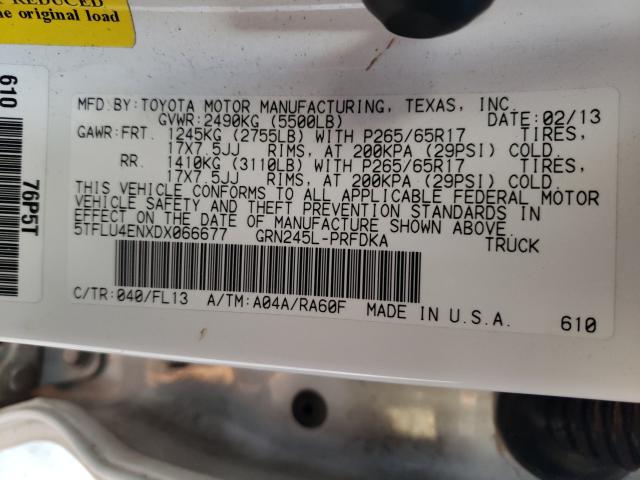 REDUCED
he original load
610
76P5T
MFD.BY:TOYOTA MOTOR MANUFACTURING, TEXAS, INC.
GVWR:2490KG (5500LB) DATE:02/13
GAWR:FRT. 1245KG (2755LB) WITH P265/65R17 TIRES,
17X7.5JJ RIMS, AT 200KPA (29PSI) COLD.
RR. 1410KG (3110LB) WITH P265/65R17 TIRES,
17X7.5JJ RIMS, AT 200KPA (29PSI) COLD.
THIS VEHICLE CONFORMS TO ALL APPLICABLE FEDERAL MOTOR
VEHICLE SAFETY AND THEFT PREVENTION STANDARDS IN
EFFECT ON THE DATE OF MANUFACTURE SHOWN ABOVE.
5TFLU4ENXDX066677 GRN245L-PRFDKA TRUCK
C/TR:040/FL13 A/TM:A04A/RA60F MADE IN U.S.A. 610